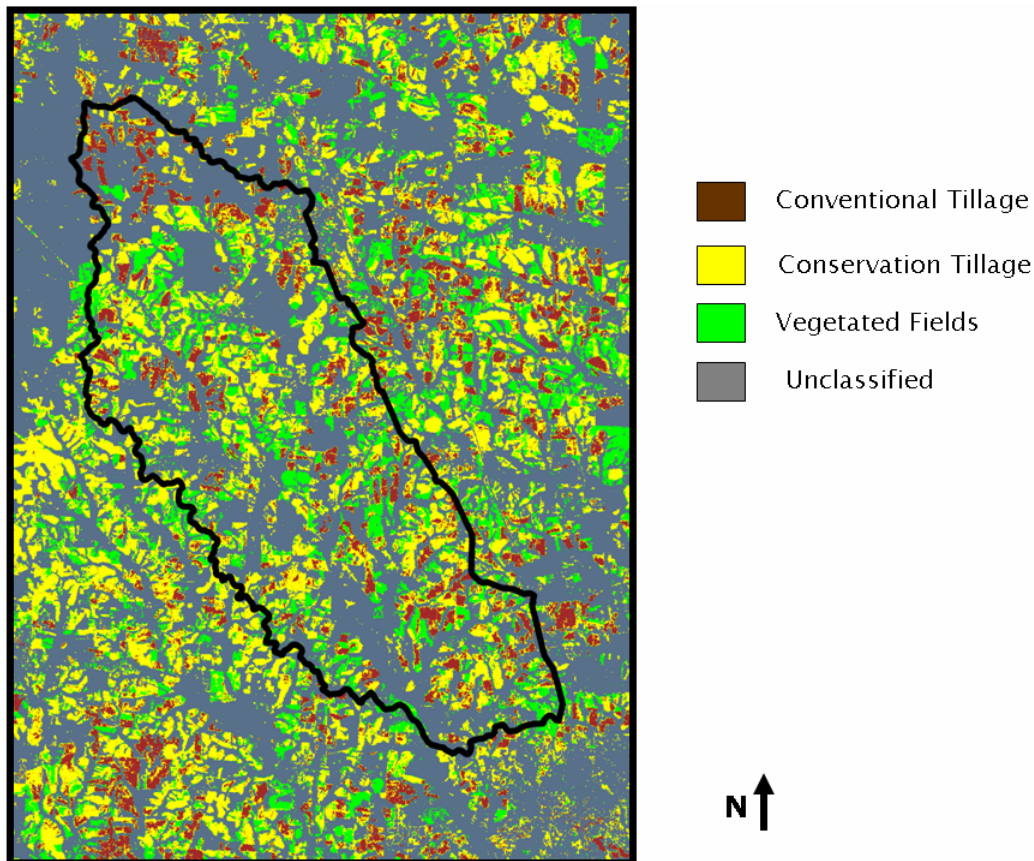 Conventional Tillage
Conservation Tillage
Vegetated Fields
Unclassified
N